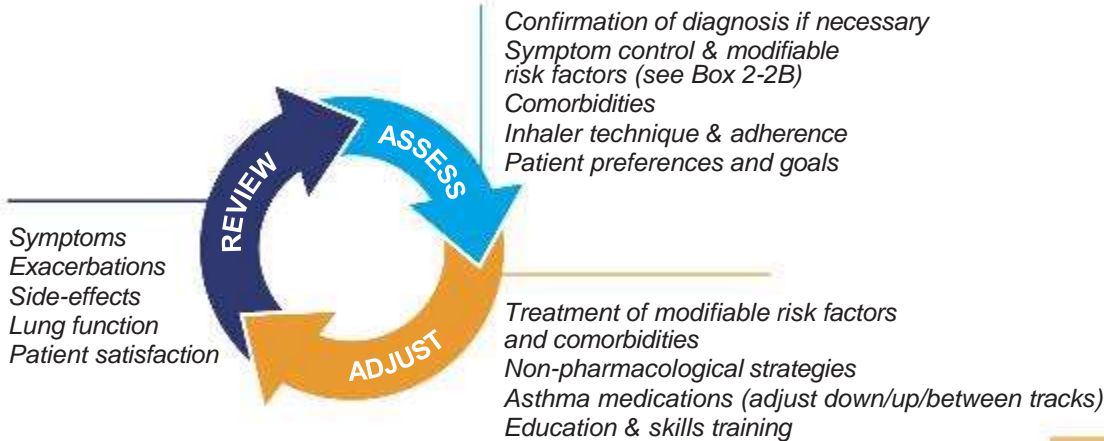 Confirmation of diagnosis if necessary
Symptom control & modifiable
risk factors (see Box 2-2B)
Comorbidities
Inhaler technique & adherence
Patient preferences and goals
ASSESS
REVIEW
Symptoms
Exacerbations
Side-effects
Lung function
Patient satisfaction
ADJUST
Treatment of modifiable risk factors
and comorbidities
Non-pharmacological strategies
Asthma medications (adjust down/up/between tracks)
Education & skills training